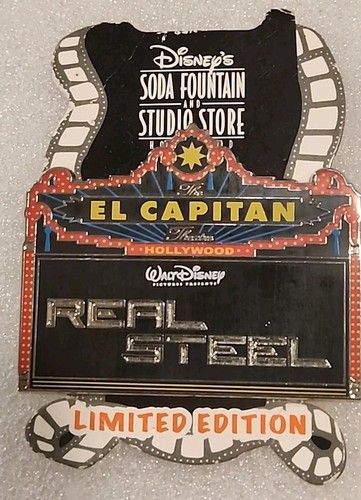 DISNEY'S
SODA FOUNTAIN
AND
STUDIO STORE
The
EL CAPITAN
Theatre
HOLLYWOOD
WALT DISNEY
PICTURES PRESENTS
REAL
STEEL
LIMITED EDITION